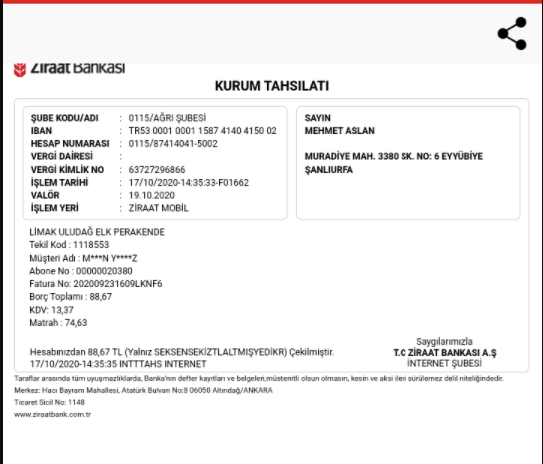 Ziraat Bankası
KURUM TAHSILATI
ŞUBE KODU/ADI : 0115/AĞRI ŞUBESİ
IBAN : TR53 0001 0001 1587 4140 4150 02
HESAP NUMARASI : 0115/87414041-5002
VERGİ DAİRESİ :
VERGİ KİMLİK NO : 63727296866
İŞLEM TARİHİ : 17/10/2020-14:35:33-F01662
VALÖR : 19.10.2020
İŞLEM YERİ : ZİRAAT MOBİL
SAYIN
MEHMET ASLAN
MURADİYE MAH. 3380 SK. NO: 6 EYYÜBİYE
ŞANLIURFA
LİMAK ULUDAĞ ELK PERAKENDE
Tekil Kod : 1118553
Müşteri Adı : M***N Y****Z
Abone No : 00000020380
Fatura No: 202009231609LKNF6
Borç Toplamı : 88,67
KDV: 13,37
Matrah : 74,63
Hesabınızdan 88,67 TL (Yalnız SEKSENSEKİZTLALTMIŞYEDİKR) Çekilmiştir.
17/10/2020-14:35:35 INTTTAHS INTERNET
Saygılarımızla
T.C ZİRAAT BANKASI A.Ş
İNTERNET ŞUBESİ
Taraflar arasında tüm uyuşmazlıklarda, Banka'nın defter kayıtları ve belgeleri,müstenitli olsun olmasın, kesin ve aksi ileri sürülemez delil niteliğindedir.
Merkez: Hacı Bayram Mahallesi, Atatürk Bulvarı No:8 06050 Altındağ/ANKARA
Ticaret Sicil No: 1148
www.ziraatbank.com.tr